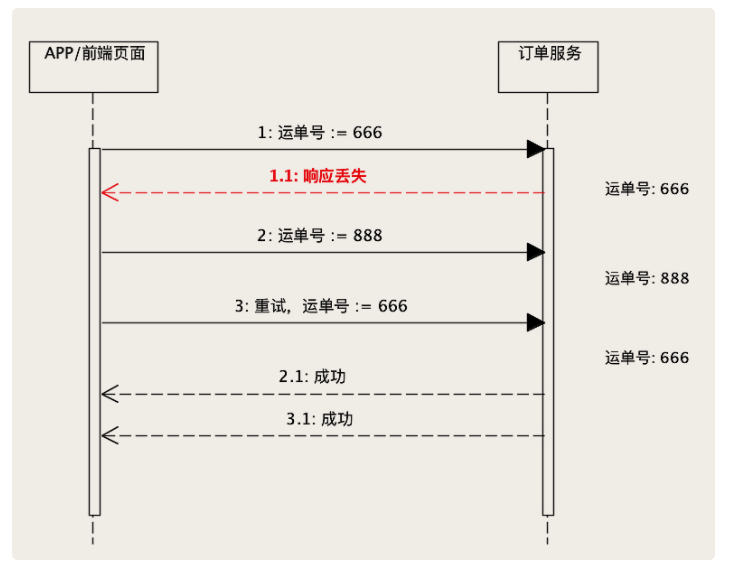 APP/前端页面
订单服务
1: 运单号 := 666
1.1: 响应丢失
运单号: 666
2: 运单号 := 888
运单号: 888
3: 重试，运单号 := 666
运单号: 666
2.1: 成功
3.1: 成功